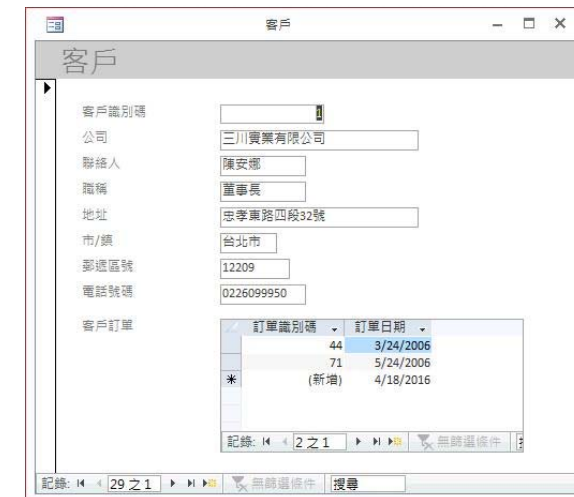 客戶
客戶
客戶識別碼 1
公司 三川實業有限公司
聯絡人 陳安娜
職稱 董事長
地址 忠孝東路四段32號
市/鎮 台北市
郵遞區號 12209
電話號碼 0226099950
客戶訂單 訂單識別碼 訂單日期
44 3/24/2006
71 5/24/2006
(新增) 4/18/2016
記錄: 2 之 1 無篩選條件
記錄: 29 之 1 無篩選條件 搜尋